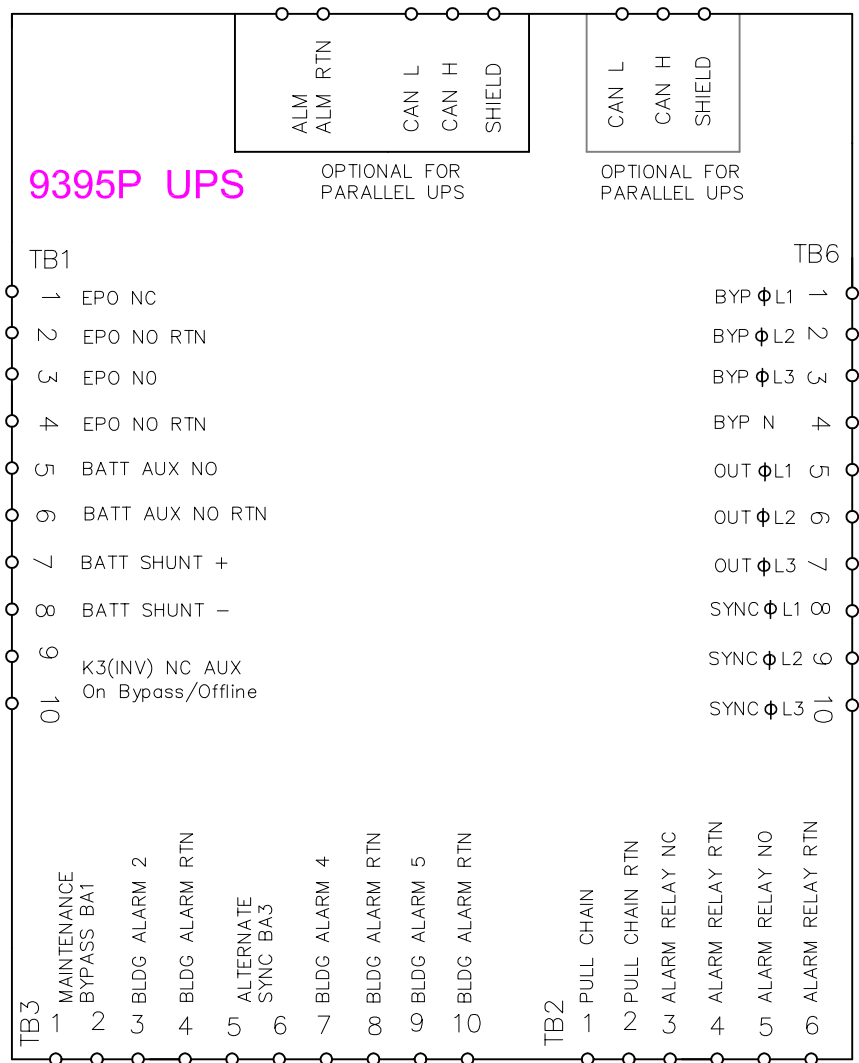 ALM
ALM RTN
CAN L
CAN H
SHIELD
CAN L
CAN H
SHIELD
OPTIONAL FOR
PARALLEL UPS
OPTIONAL FOR
PARALLEL UPS
9395P UPS
TB1
1 EPO NC
2 EPO NO RTN
3 EPO NO
4 EPO NO RTN
5 BATT AUX NO
6 BATT AUX NO RTN
7 BATT SHUNT +
8 BATT SHUNT -
9
K3(INV) NC AUX
On Bypass/Offline
10
TB6
BYP ΦL1 1
BYP ΦL2 2
BYP ΦL3 3
BYP N 4
OUT ΦL1 5
OUT ΦL2 6
OUT ΦL3 7
SYNC ΦL1 8
SYNC ΦL2 9
SYNC ΦL3 10
TB3
MAINTENANCE
BYPASS BA1
BLDG ALARM 2
BLDG ALARM RTN
ALTERNATE
SYNC BA3
BLDG ALARM 4
BLDG ALARM RTN
BLDG ALARM 5
BLDG ALARM RTN
1 2 3 4 5 6 7 8 9 10
TB2
PULL CHAIN
PULL CHAIN RTN
ALARM RELAY NC
ALARM RELAY RTN
ALARM RELAY NO
ALARM RELAY RTN
1 2 3 4 5 6